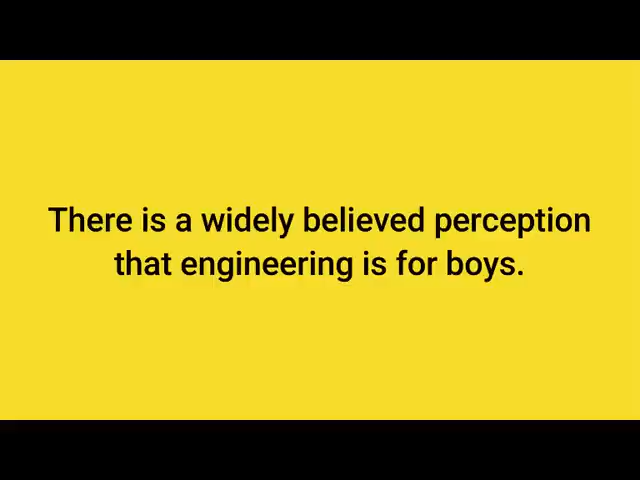 There is a widely believed perception
that engineering is for boys.